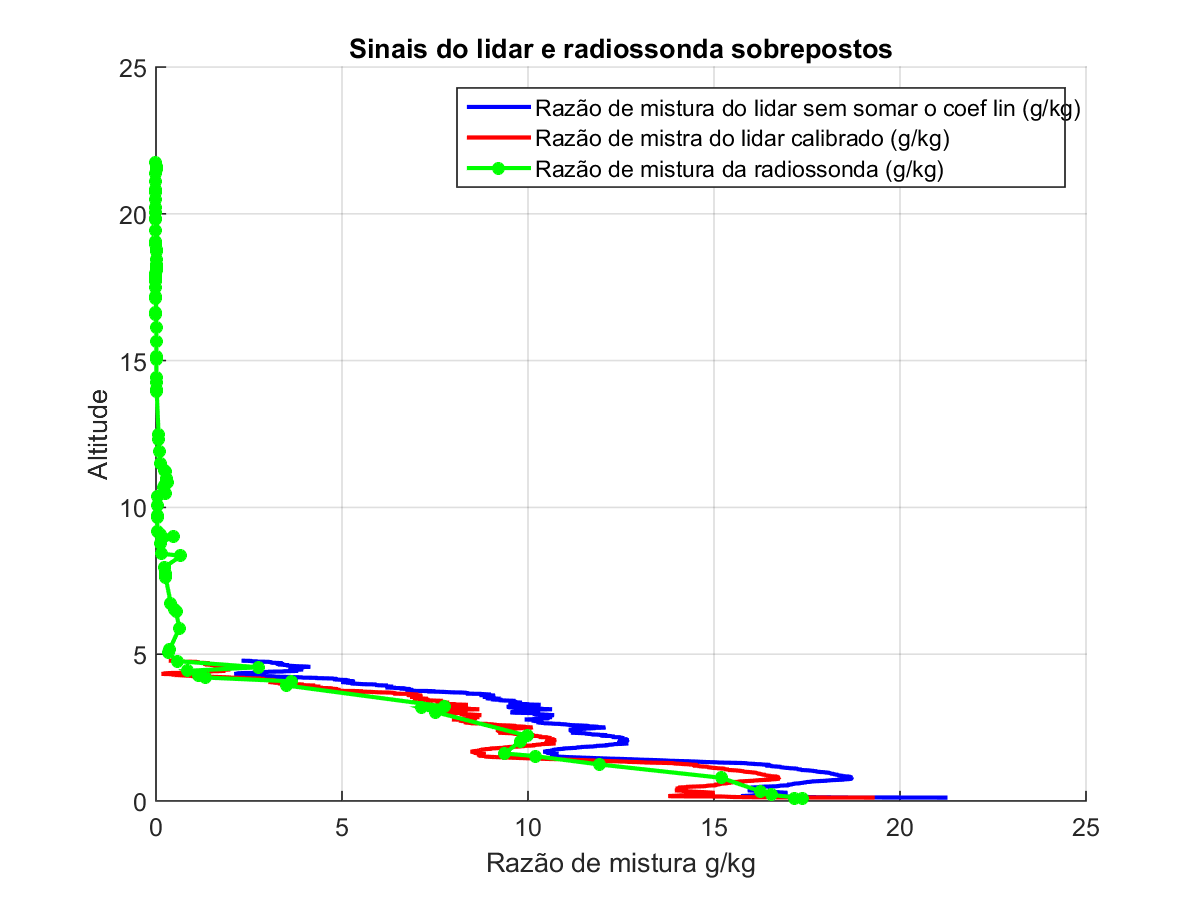 Sinais do lidar e radiossonda sobrepostos
25
Razão de mistura do lidar sem somar o coef lin (g/kg)
Razão de mistra do lidar calibrado (g/kg)
Razão de mistura da radiossonda (g/kg)
20
15
Altitude
10
5
0
0 5 10 15 20 25
Razão de mistura g/kg